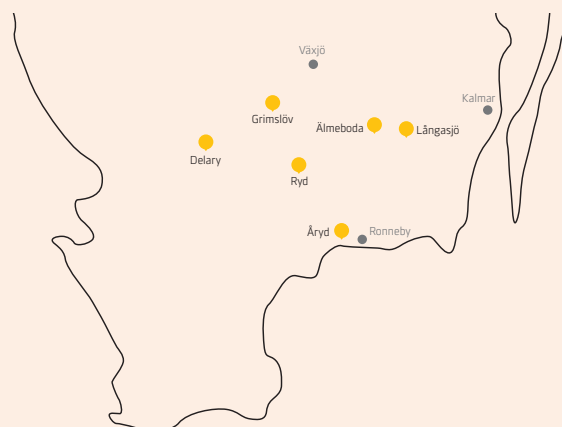 Växjö
Kalmar
Grimslöv
Älmeboda
Långasjö
Delary
Ryd
Åryd
Ronneby